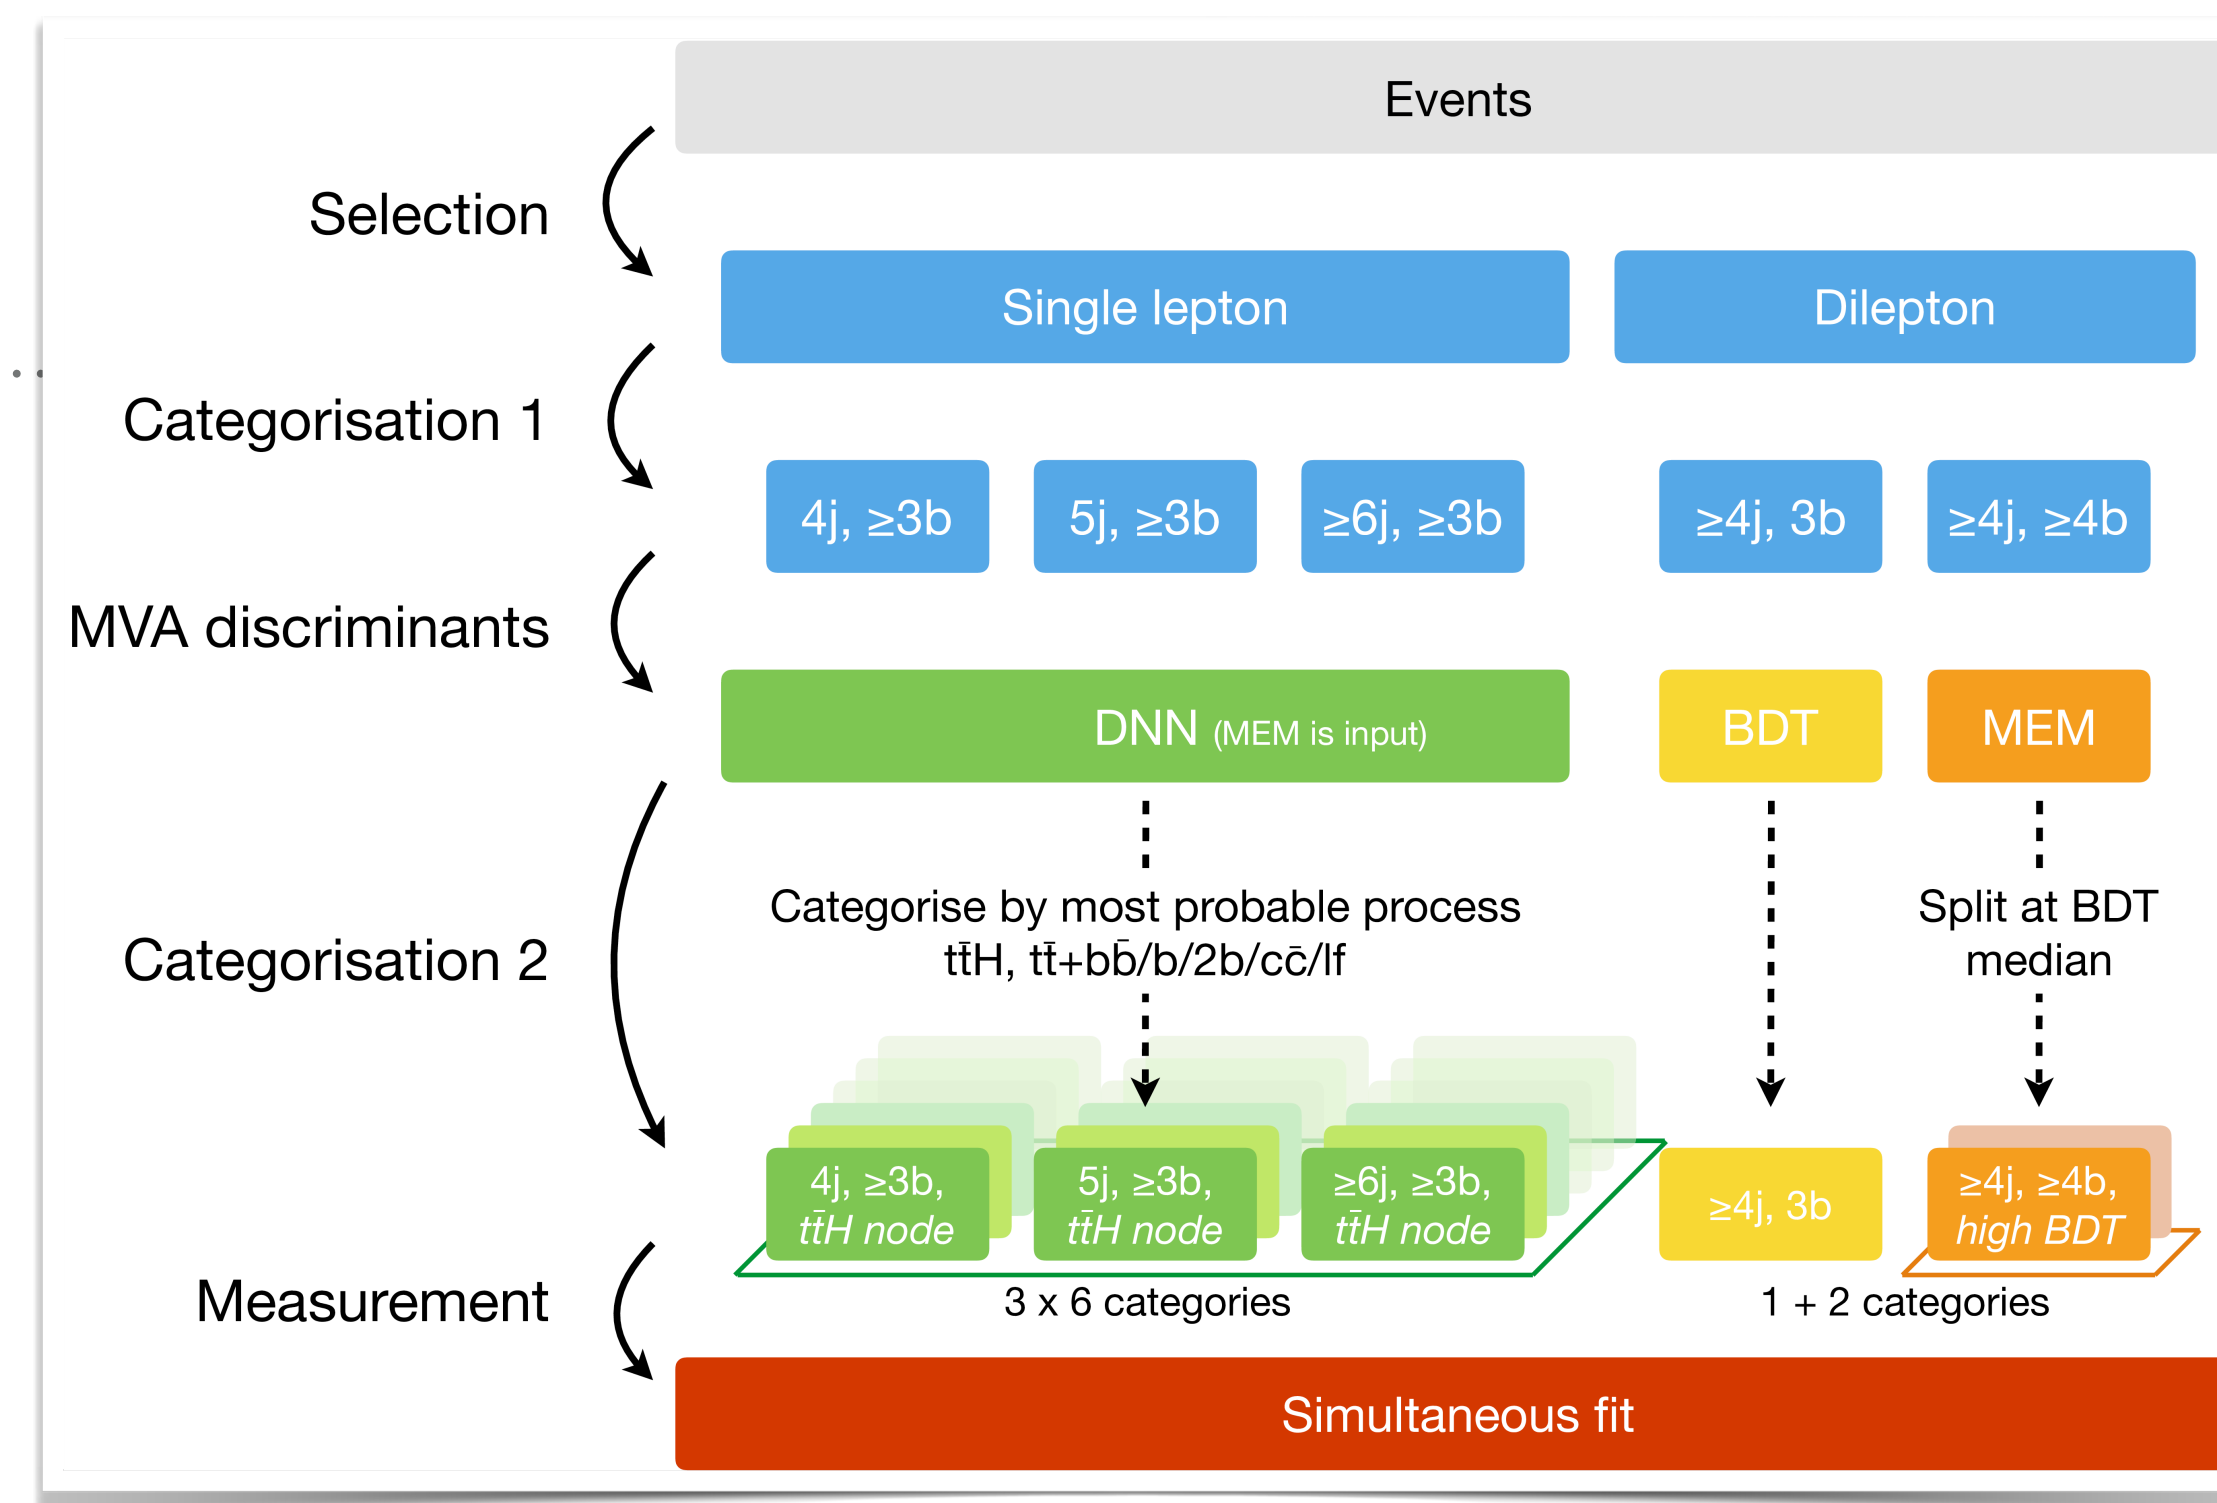 Events
Selection
Single lepton
Dilepton
Categorisation 1
4j, ≥3b
5j, ≥3b
≥6j, ≥3b
≥4j, 3b
≥4j, ≥4b
MVA discriminants
DNN (MEM is input)
BDT
MEM
Categorise by most probable process
tt̄H, tt̄+bb̄/b/2b/cc̄/lf
Split at BDT
median
Categorisation 2
4j, ≥3b,
tt̄H node
5j, ≥3b,
tt̄H node
≥6j, ≥3b,
tt̄H node
≥4j, 3b
≥4j, ≥4b,
high BDT
Measurement
3 x 6 categories
1 + 2 categories
Simultaneous fit